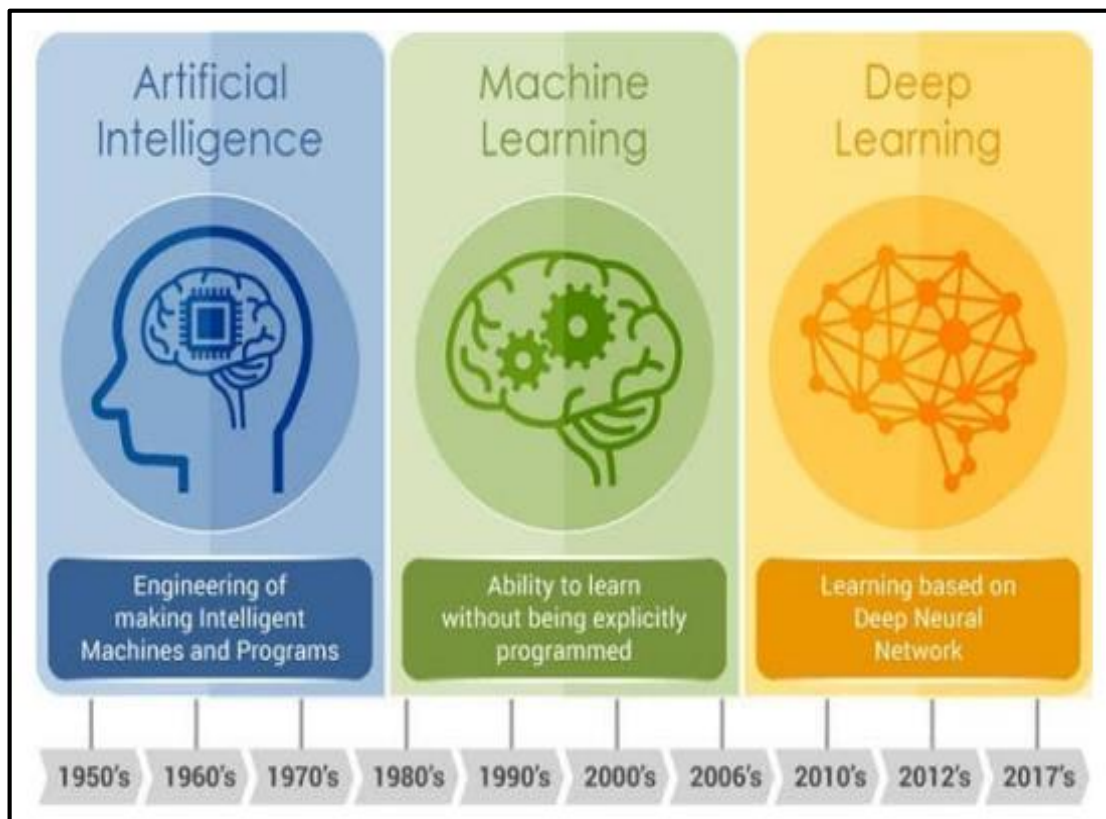 Artificial
Intelligence
Machine
Learning
Deep
Learning
Engineering of
making Intelligent
Machines and Programs
Ability to learn
without being explicitly
programmed
Learning based on
Deep Neural
Network
1950's 1960's 1970's 1980's 1990's 2000's 2006's 2010's 2012's 2017's